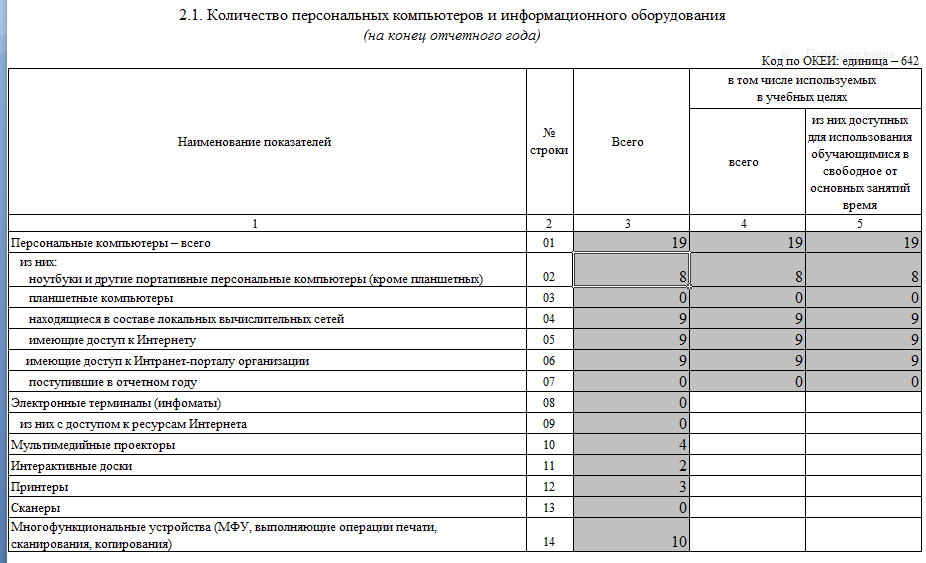 2.1. Количество персональных компьютеров и информационного оборудования
(на конец отчетного года)
Код по ОКЕИ: единица – 642
Наименование показателей
№
строки
Всего
в том числе используемых
в учебных целях
всего
из них доступных
для использования
обучающимися в
свободное от
основных занятий
время
1 2 3 4 5
Персональные компьютеры – всего 01 19 19 19
из них:
ноутбуки и другие портативные персональные компьютеры (кроме планшетных) 02 8 8 8
планшетные компьютеры 03 0 0 0
находящиеся в составе локальных вычислительных сетей 04 9 9 9
имеющие доступ к Интернету 05 9 9 9
имеющие доступ к Интранет-порталу организации 06 9 9 9
поступившие в отчетном году 07 0 0 0
Электронные терминалы (инфоматы) 08 0
из них с доступом к ресурсам Интернета 09 0
Мультимедийные проекторы 10 4
Интерактивные доски 11 2
Принтеры 12 3
Сканеры 13 0
Многофункциональные устройства (МФУ, выполняющие операции печати,
сканирования, копирования) 14 10